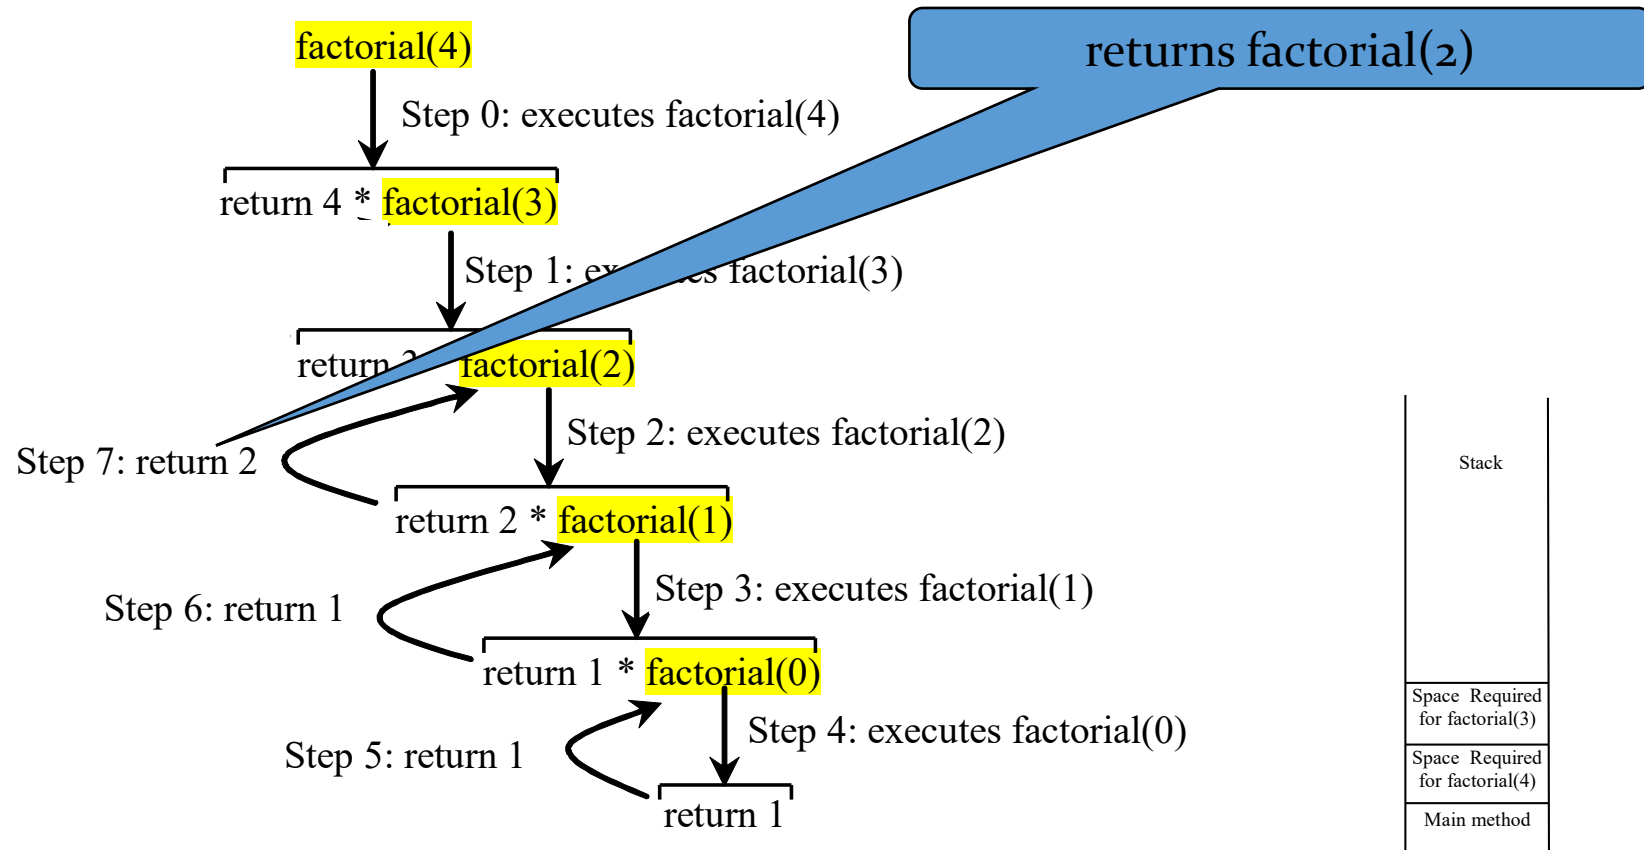 factorial(4)
returns factorial(2)
Step 0: executes factorial(4)
return 4 * factorial(3)
Step 1: executes factorial(3)
return factorial(2)
Step 2: executes factorial(2)
Step 7: return 2
return 2 * factorial(1)
Step 3: executes factorial(1)
Step 6: return 1
return 1 * factorial(0)
Step 4: executes factorial(0)
Step 5: return 1
return 1
Stack
Space Required
for factorial(3)
Space Required
for factorial(4)
Main method